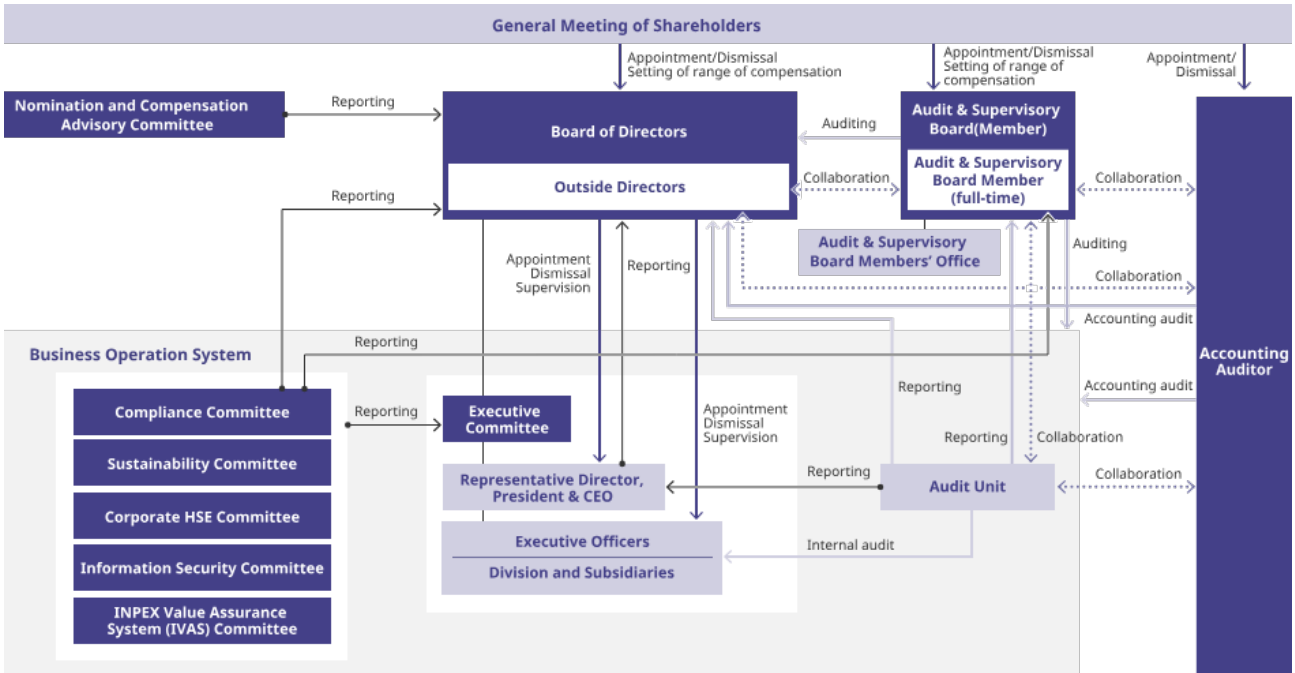 General Meeting of Shareholders
Appointment/Dismissal
Setting of range of compensation
Appointment/Dismissal
Setting of range of
compensation
Appointment/
Dismissal
Nomination and Compensation
Advisory Committee
Reporting
Board of Directors
Outside Directors
Auditing
Collaboration
Audit & Supervisory
Board(Member)
Audit & Supervisory
Board Member
(full-time)
Collaboration
Reporting
Audit & Supervisory
Board Members' Office
Auditing
Appointment
Dismissal
Supervision
Reporting
Collaboration
Accounting audit
Accounting
Auditor
Business Operation System
Reporting
Compliance Committee
Sustainability Committee
Corporate HSE Committee
Information Security Committee
INPEX Value Assurance
System (IVAS) Committee
Reporting
Executive
Committee
Appointment
Dismissal
Supervision
Reporting
Accounting audit
Reporting
Collaboration
Representative Director,
President & CEO
Reporting
Audit Unit
Collaboration
Executive Officers
Division and Subsidiaries
Internal audit